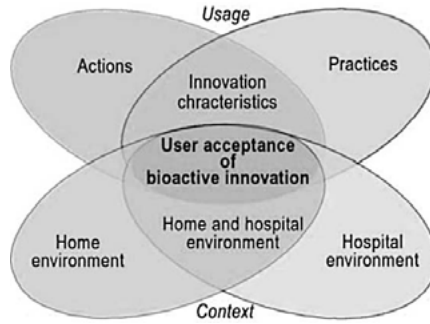 Usage
Actions
Practices
Innovation
chracteristics
User acceptance
of
bioactive innovation
Home and hospital
environment
Home
environment
Hospital
environment
Context